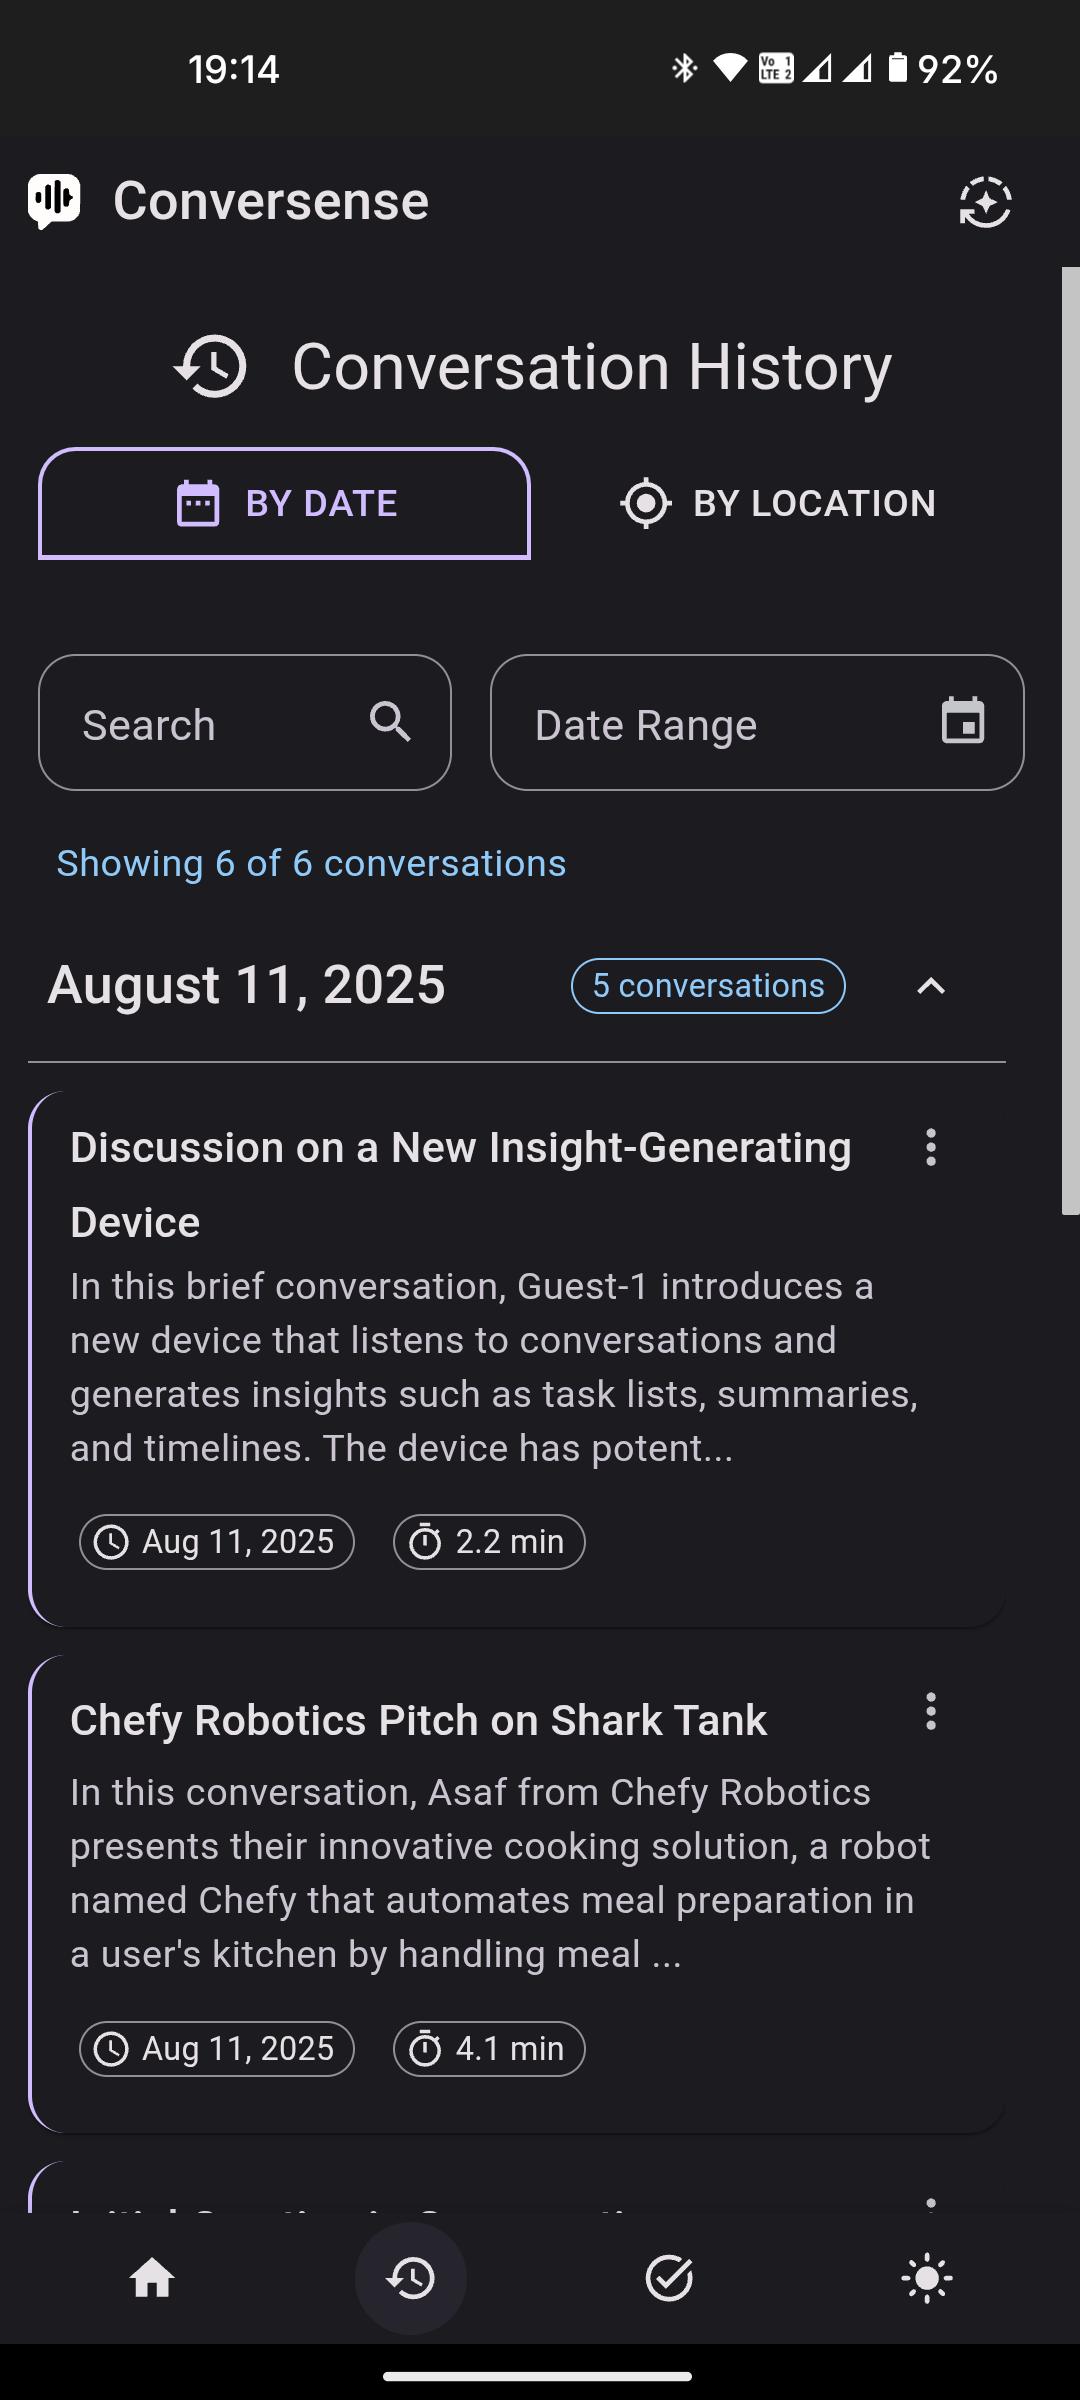 19:14
Vo 1
LTE 2
92%
Conversense
Conversation History
BY DATE
BY LOCATION
Search
Date Range
Showing 6 of 6 conversations
August 11, 2025
5 conversations
Discussion on a New Insight-Generating
Device
In this brief conversation, Guest-1 introduces a
new device that listens to conversations and
generates insights such as task lists, summaries,
and timelines. The device has potent...
Aug 11, 2025
2.2 min
Chefy Robotics Pitch on Shark Tank
In this conversation, Asaf from Chefy Robotics
presents their innovative cooking solution, a robot
named Chefy that automates meal preparation in
a user's kitchen by handling meal ...
Aug 11, 2025
4.1 min